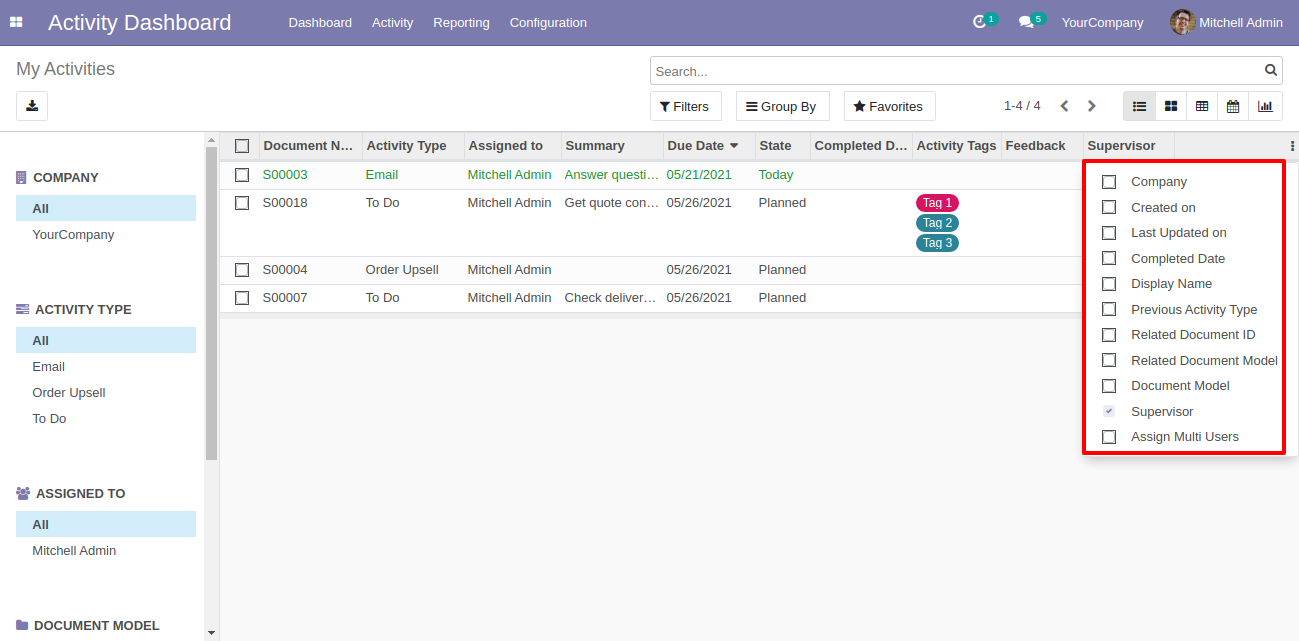 Activity Dashboard Dashboard Activity Reporting Configuration 1 5 YourCompany Mitchell Admin
My Activities
Search...
Filters Group By Favorites 1-4 / 4
COMPANY
All
YourCompany
ACTIVITY TYPE
All
Email
Order Upsell
To Do
ASSIGNED TO
All
Mitchell Admin
DOCUMENT MODEL
Document N... Activity Type Assigned to Summary Due Date State Completed D... Activity Tags Feedback Supervisor
S00003 Email Mitchell Admin Answer questi... 05/21/2021 Today
S00018 To Do Mitchell Admin Get quote con... 05/26/2021 Planned Tag 1
Tag 2
Tag 3
S00004 Order Upsell Mitchell Admin 05/26/2021 Planned
S00007 To Do Mitchell Admin Check deliver... 05/26/2021 Planned
Company
Created on
Last Updated on
Completed Date
Display Name
Previous Activity Type
Related Document ID
Related Document Model
Document Model
Supervisor
Assign Multi Users